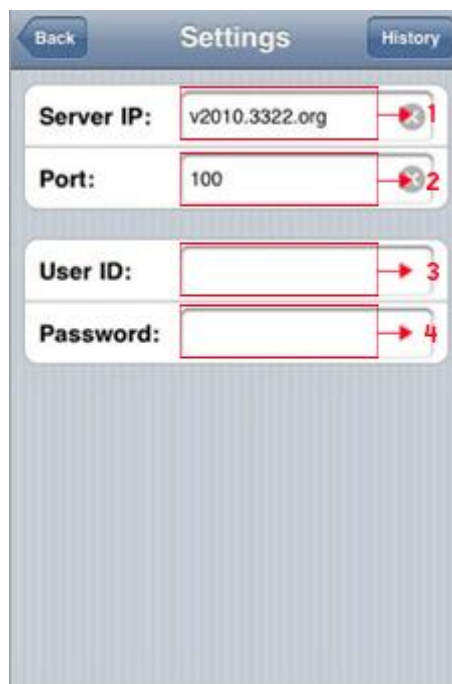 Back Settings History
Server IP: v2010.3322.org 1
Port: 100 2
User ID: 3
Password: 4